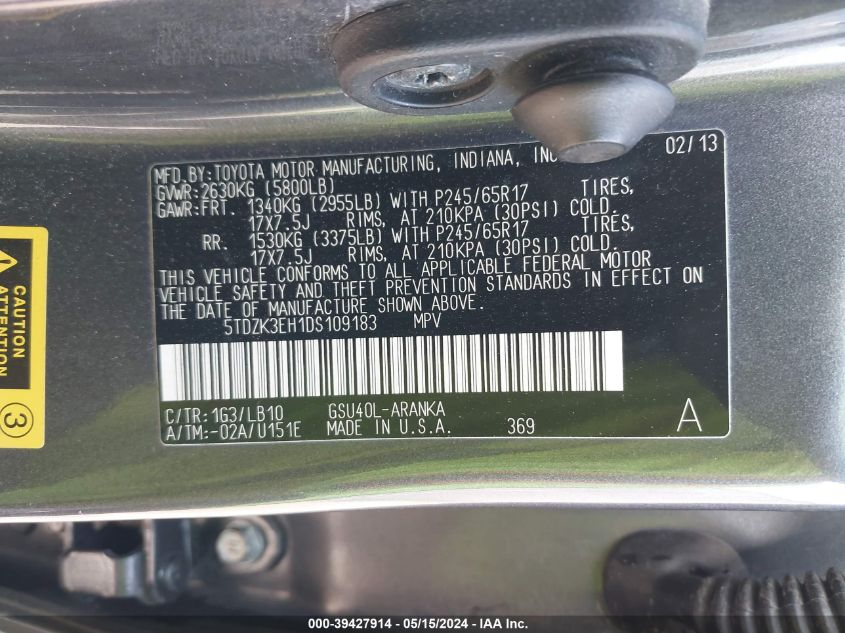 MFD.BY:TOYOTA MOTOR MANUFACTURING, INDIANA, INC 02/13
GVWR:2630KG (5800LB)
GAWR:FRT. 1340KG (2955LB) WITH P245/65R17 TIRES,
17X7.5J RIMS, AT 210KPA (30PSI) COLD.
RR. 1530KG (3375LB) WITH P245/65R17 TIRES,
17X7.5J RIMS, AT 210KPA (30PSI) COLD.
THIS VEHICLE CONFORMS TO ALL APPLICABLE FEDERAL MOTOR
VEHICLE SAFETY AND THEFT PREVENTION STANDARDS IN EFFECT ON
THE DATE OF MANUFACTURE SHOWN ABOVE.
5TDZK3EH1DS109183 MPV
C/TR:1G3/LB10 GSU40L-ARANKA
A/TM:-02A/U151E MADE IN U.S.A. 369 A
CAUTION
ATTENTION
3
000-39427914 - 05/15/2024 - IAA Inc.